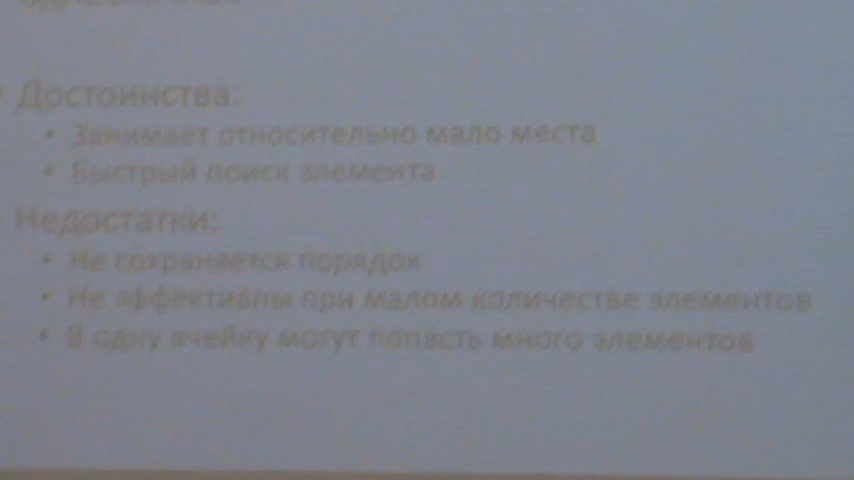 Достоинства:
• Занимает относительно мало места
• Быстрый поиск элемента
Недостатки:
• Не сохраняется порядок
• Не эффективны при малом количестве элементов
• В одну ячейку могут попасть много элементов